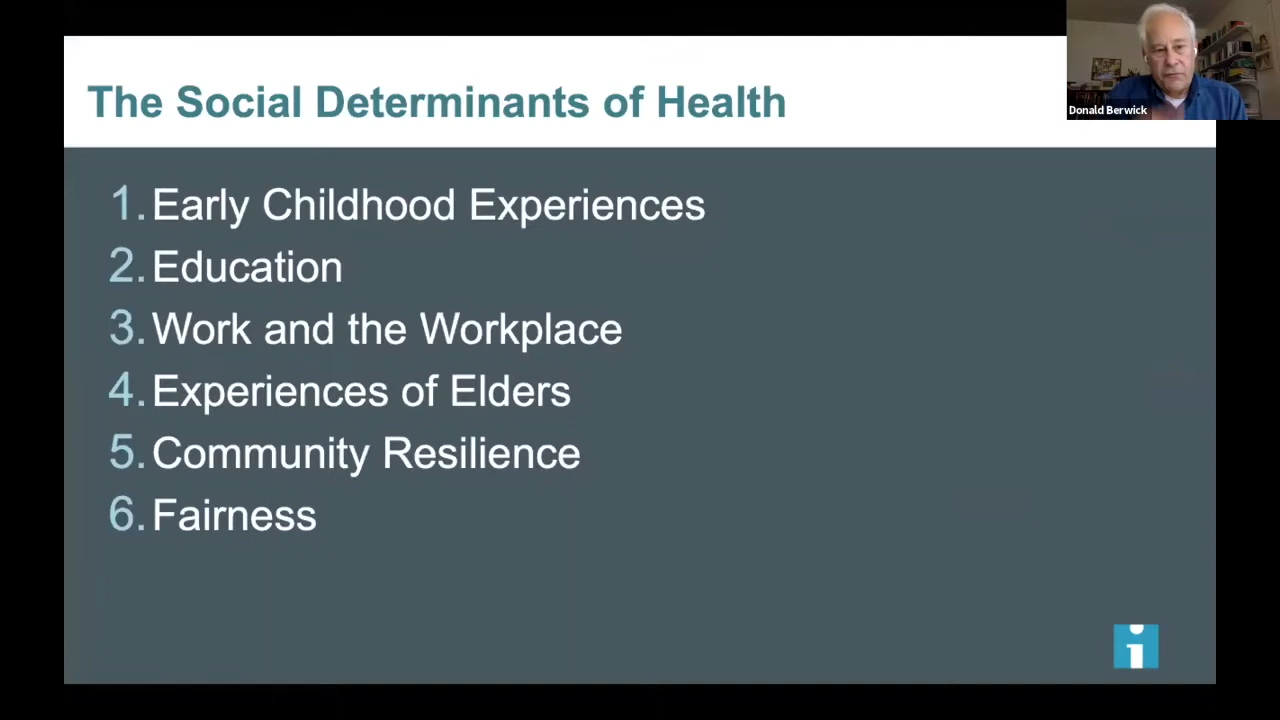 The Social Determinants of Health
Donald Berwick
1. Early Childhood Experiences
2. Education
3. Work and the Workplace
4. Experiences of Elders
5. Community Resilience
6. Fairness
i